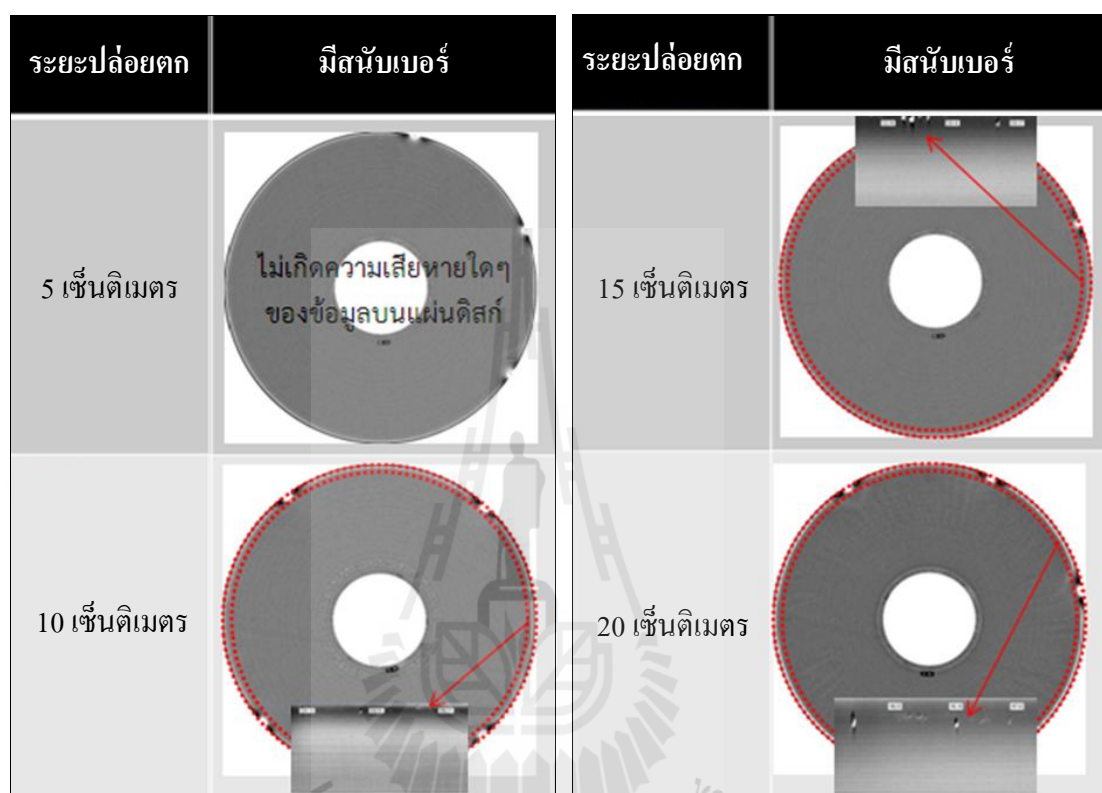 ระยะปล่อยตก
มีสนับเบอร์
5 เซ็นติเมตร
ไม่เกิดความเสียหายใดๆ
ของข้อมูลบนแผ่นดิสก์
10 เซ็นติเมตร
ระยะปล่อยตก
มีสนับเบอร์
15 เซ็นติเมตร
20 เซ็นติเมตร